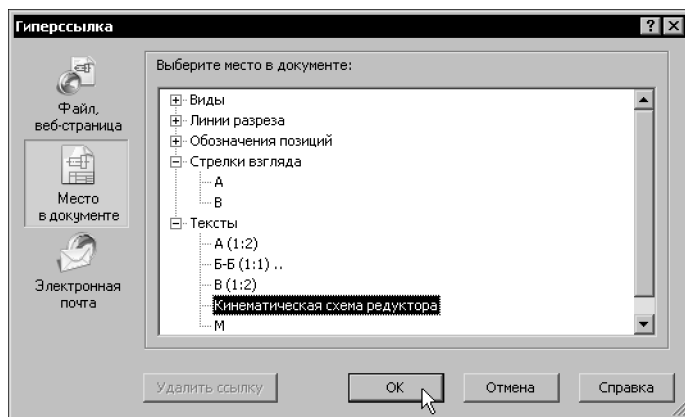 Гиперссылка
Файл,
веб-страница
Место
в документе
Электронная
почта
Выберите место в документе:
Виды
Линии разреза
Обозначения позиций
Стрелки взгляда
А
В
Тексты
А (1:2)
Б-Б (1:1) ..
В (1:2)
Кинематическая схема редуктора
М
Удалить ссылку
ОК
Отмена
Справка